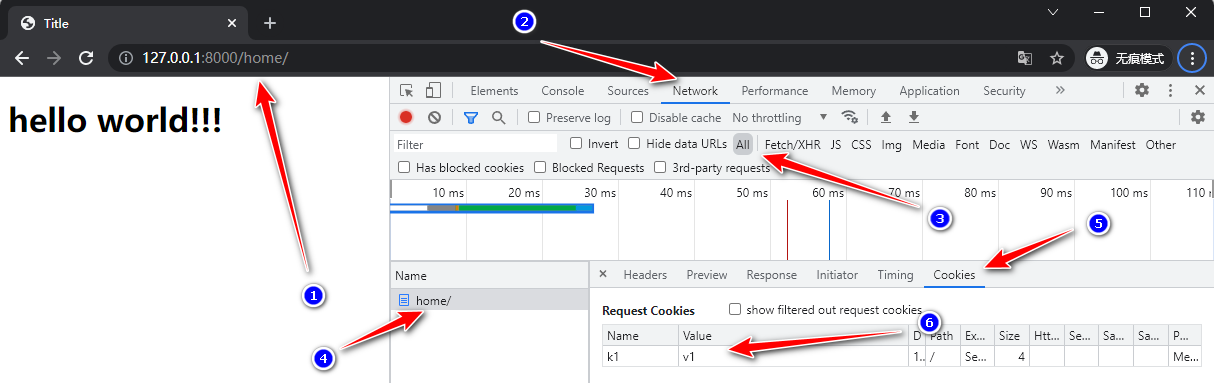 Title
2
127.0.0.1:8000/home/
无痕模式
hello world!!!
Elements Console Sources Network Performance Memory Application Security
Preserve log Disable cache No throttling
Filter Invert Hide data URLs All Fetch/XHR JS CSS Img Media Font Doc WS Wasm Manifest Other
Has blocked cookies Blocked Requests 3rd-party requests
10 ms 20 ms 30 ms 40 ms 50 ms 60 ms 70 ms 80 ms 90 ms 100 ms 110
3
5
Name
Headers Preview Response Initiator Timing Cookies
1
home/
Request Cookies show filtered out request cookies
6
4
Name Value D Path Ex... Size Htt... Se... Sa... Sa... P...
k1 v1 1... / Se... 4 Me...